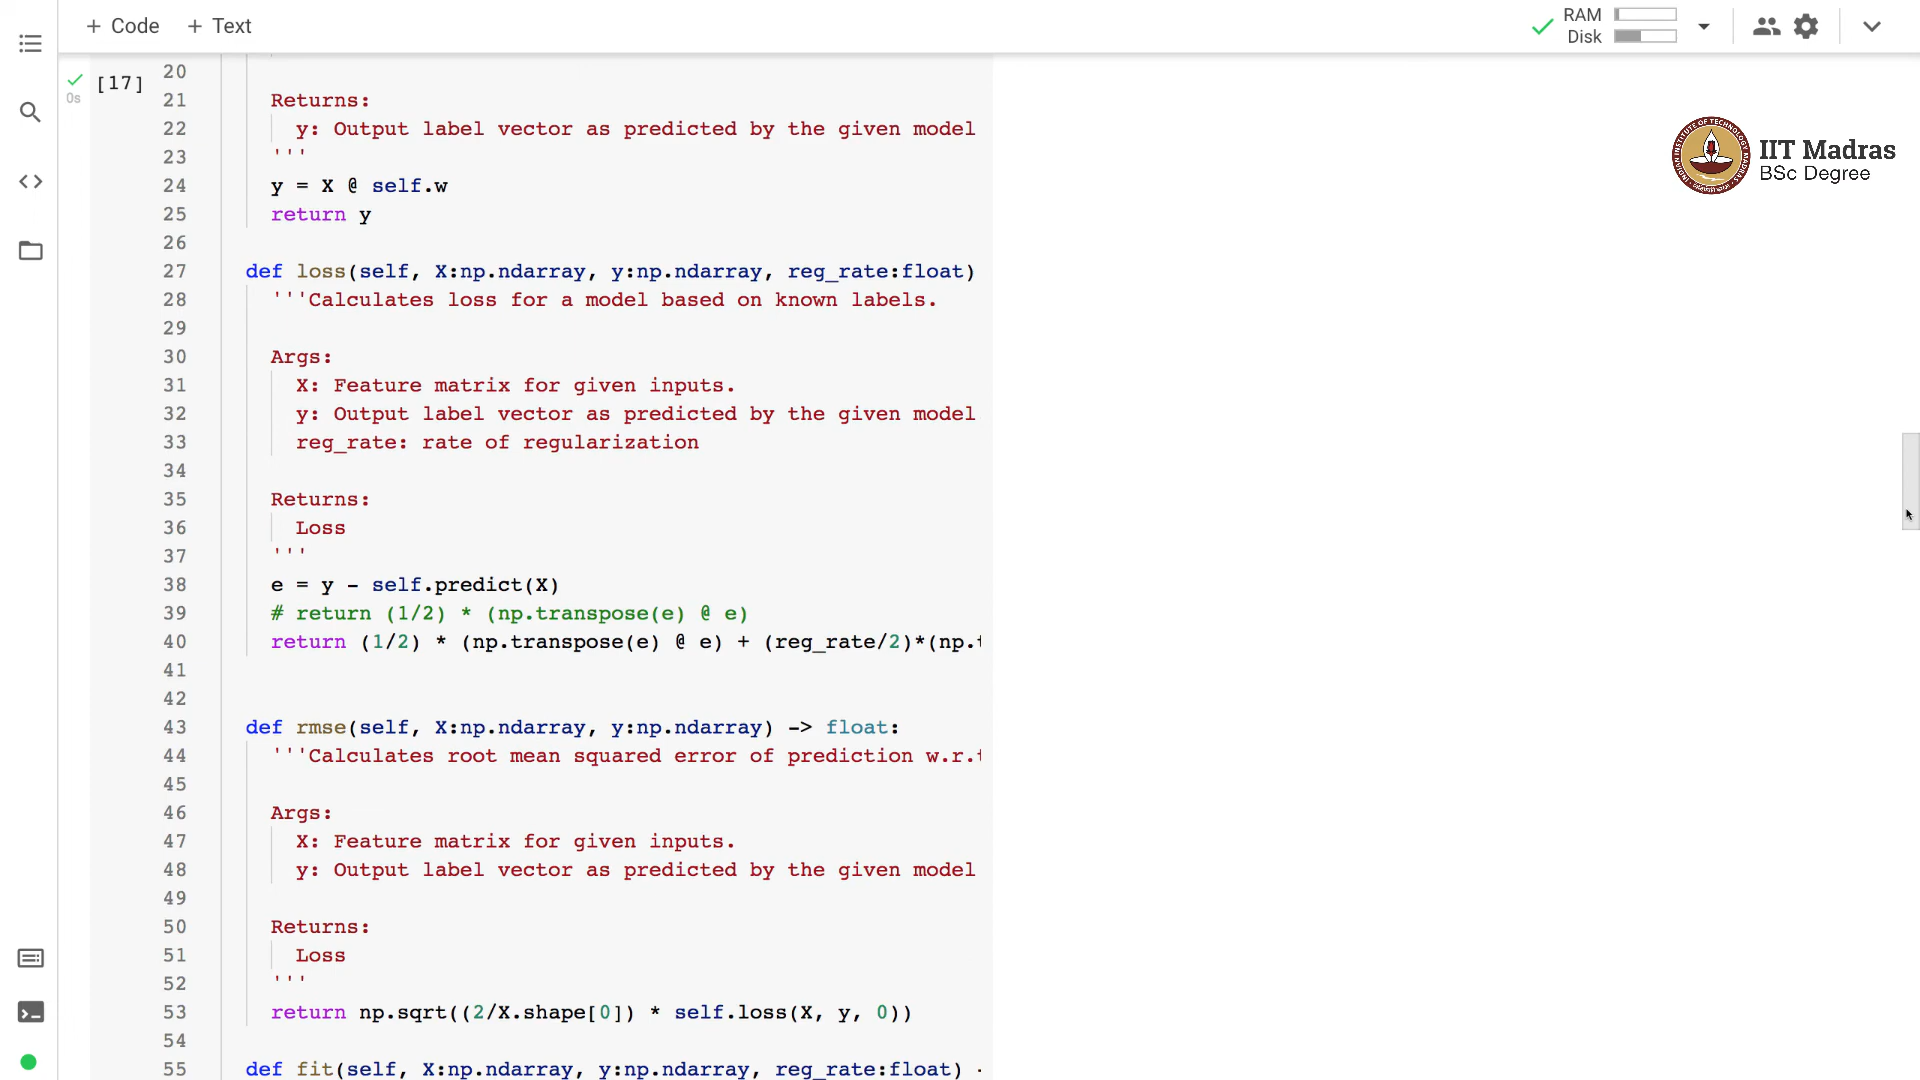 + Code + Text
RAM
Disk
IIT Madras
BSc Degree
INDIAN INSTITUTE OF TECHNOLOGY MADRAS
[17]
0s
20
21 Returns:
22 y: Output label vector as predicted by the given model
23 '''
24 y = X @ self.w
25 return y
26
27 def loss(self, X:np.ndarray, y:np.ndarray, reg_rate:float)
28 '''Calculates loss for a model based on known labels.
29
30 Args:
31 X: Feature matrix for given inputs.
32 y: Output label vector as predicted by the given model
33 reg_rate: rate of regularization
34
35 Returns:
36 Loss
37 '''
38 e = y - self.predict(X)
39 # return (1/2) * (np.transpose(e) @ e)
40 return (1/2) * (np.transpose(e) @ e) + (reg_rate/2)*(np.
41
42
43 def rmse(self, X:np.ndarray, y:np.ndarray) -> float:
44 '''Calculates root mean squared error of prediction w.r.
45
46 Args:
47 X: Feature matrix for given inputs.
48 y: Output label vector as predicted by the given model
49
50 Returns:
51 Loss
52 '''
53 return np.sqrt((2/X.shape[0]) * self.loss(X, y, 0))
54
55 def fit(self, X:np.ndarray, y:np.ndarray, reg_rate:float)